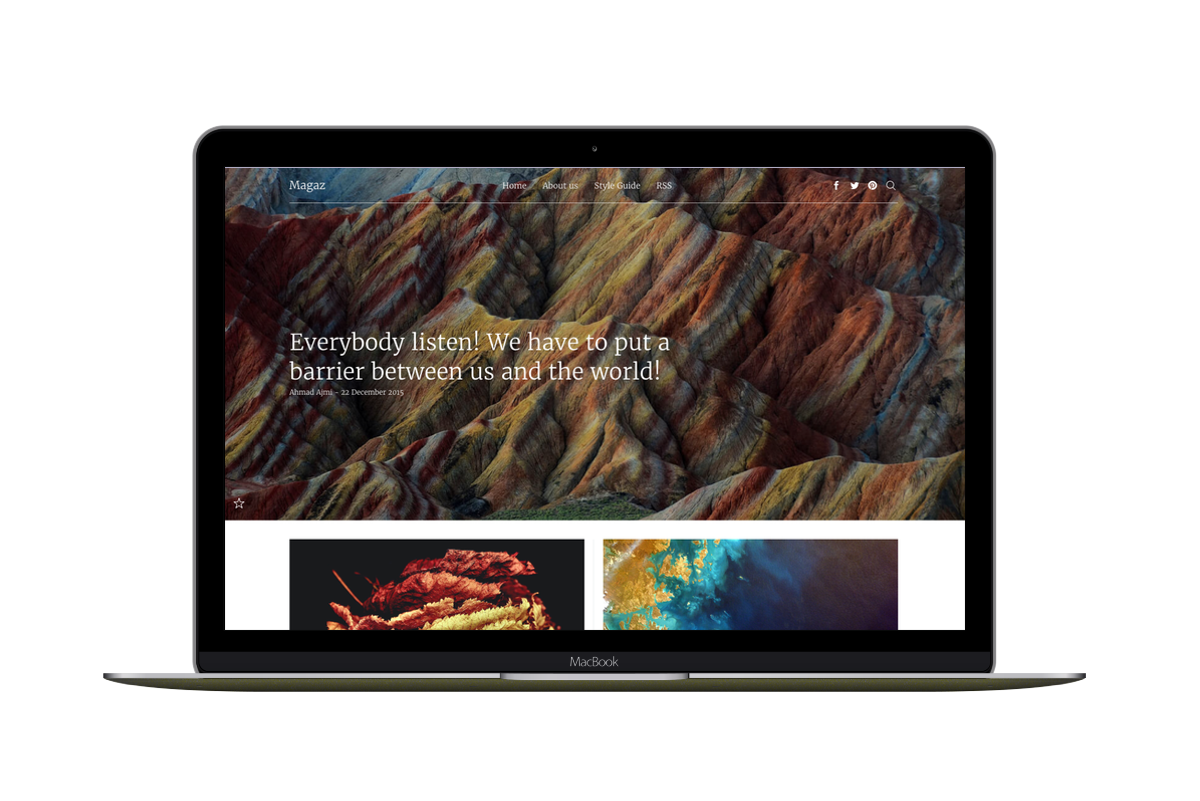 Magaz
Home About us Style Guide RSS
Everybody listen! We have to put a
barrier between us and the world!
Ahmad Ajmi - 22 December 2015
MacBook